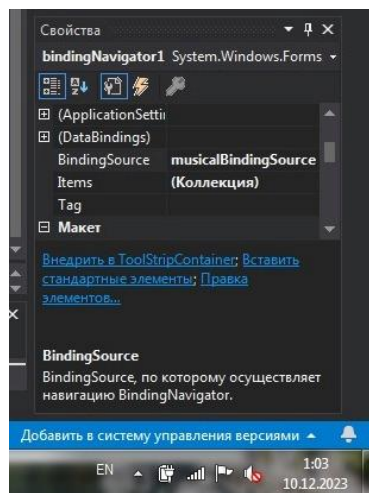 Свойства
bindingNavigator1 System.Windows.Forms
(ApplicationSettin
(DataBindings)
BindingSource musicalBindingSource
Items (Коллекция)
Tag
Макет
Внедрить в ToolStripContainer; Вставить
стандартные элементы; Правка
элементов...
BindingSource
BindingSource, по которому осуществляет
навигацию BindingNavigator.
Добавить в систему управления версиями
EN
1:03
10.12.2023